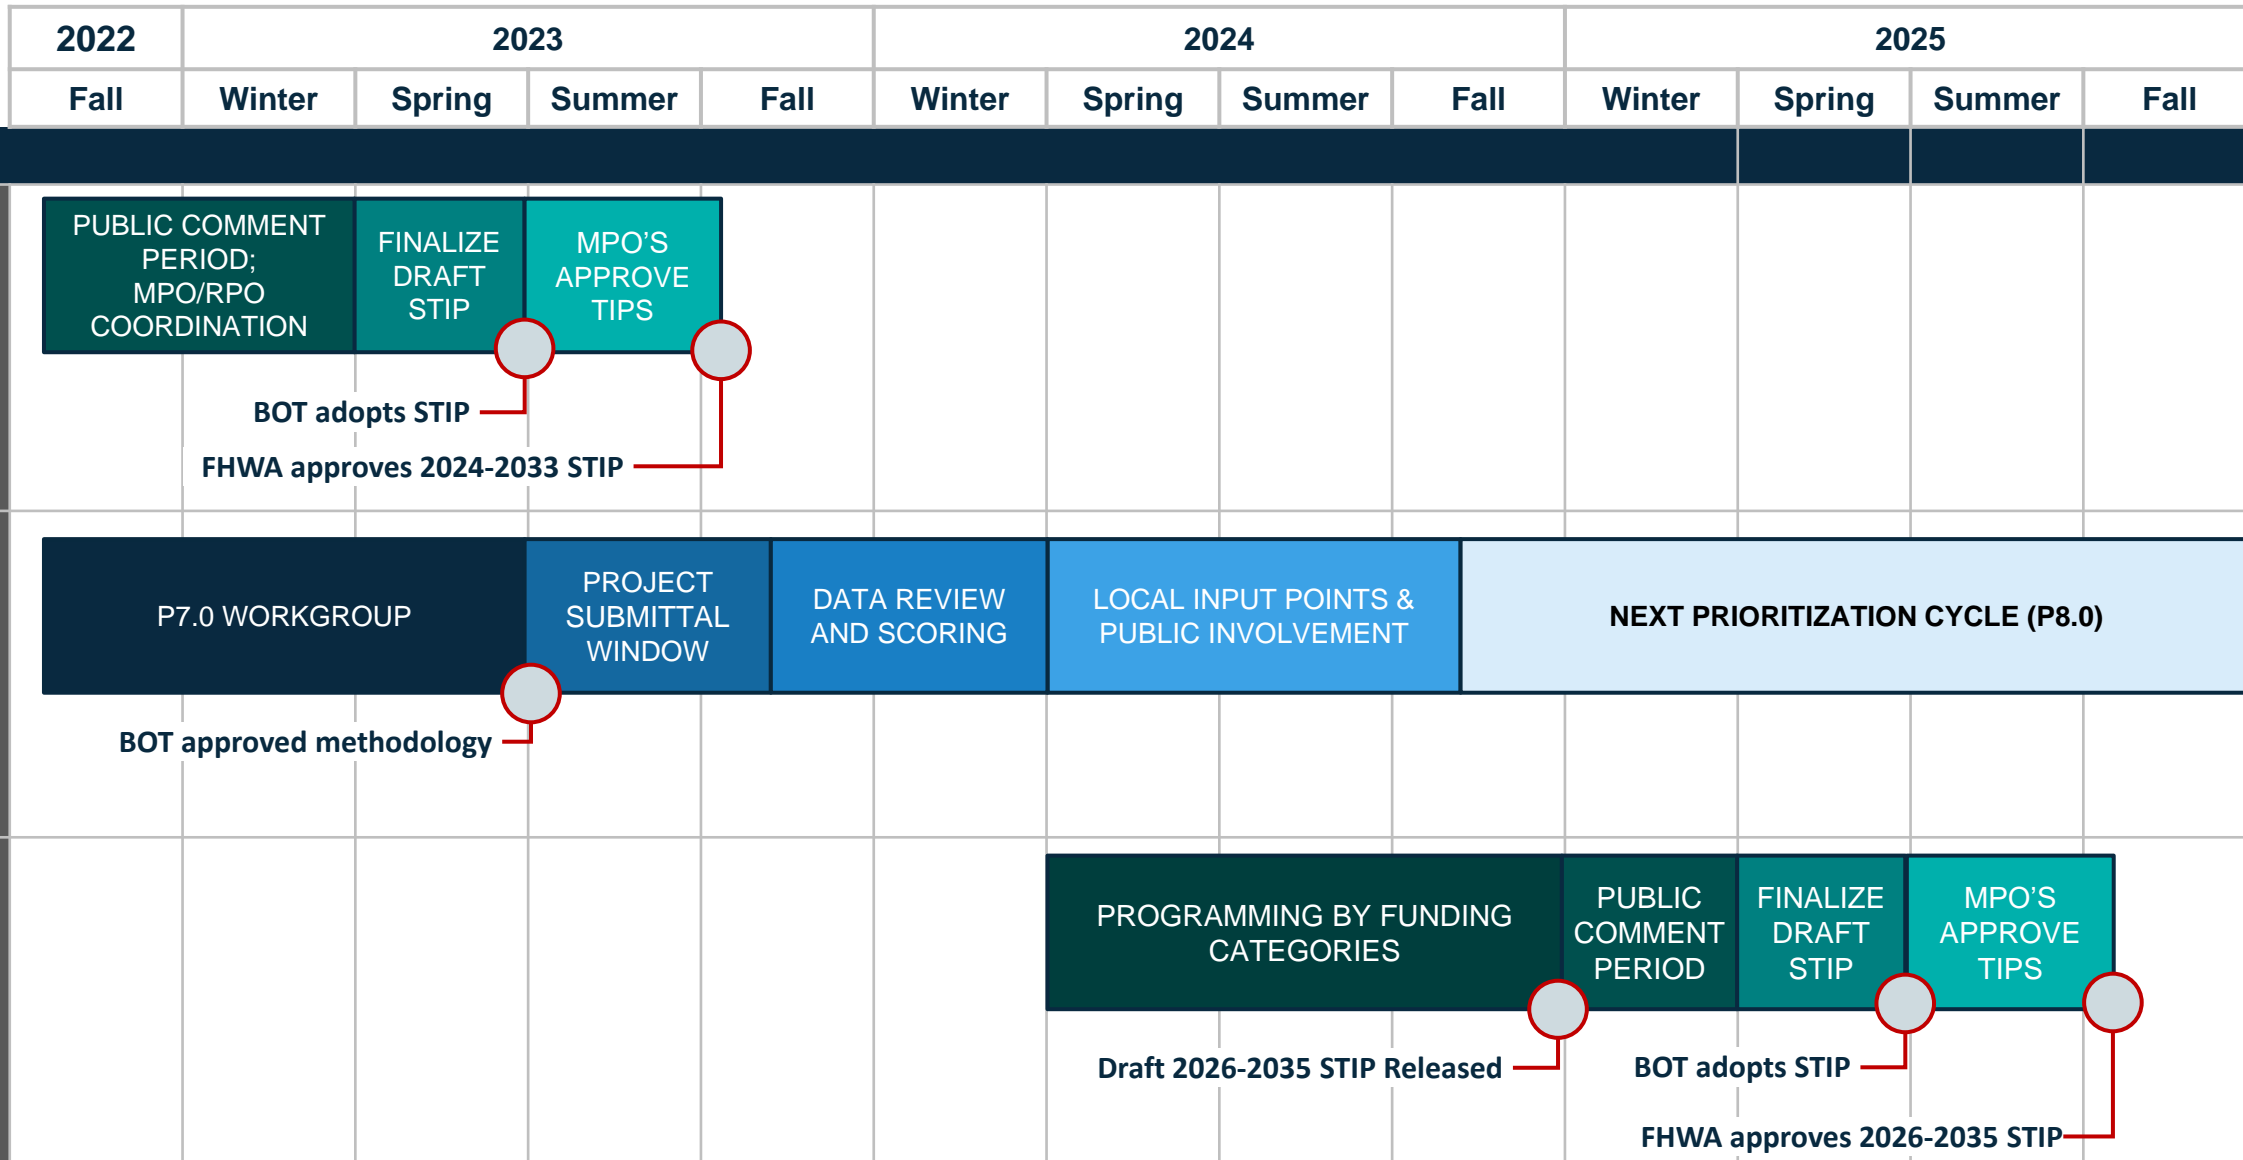 2022 2023 2024 2025
Fall Winter Spring Summer Fall Winter Spring Summer Fall Winter Spring Summer Fall
PUBLIC COMMENT
PERIOD;
MPO/RPO
COORDINATION
FINALIZE
DRAFT
STIP
MPO’S
APPROVE
TIPS
BOT adopts STIP
FHWA approves 2024-2033 STIP
P7.0 WORKGROUP
PROJECT
SUBMITTAL
WINDOW
DATA REVIEW
AND SCORING
LOCAL INPUT POINTS &
PUBLIC INVOLVEMENT
NEXT PRIORITIZATION CYCLE (P8.0)
BOT approved methodology
PROGRAMMING BY FUNDING
CATEGORIES
PUBLIC
COMMENT
PERIOD
FINALIZE
DRAFT
STIP
MPO’S
APPROVE
TIPS
Draft 2026-2035 STIP Released
BOT adopts STIP
FHWA approves 2026-2035 STIP